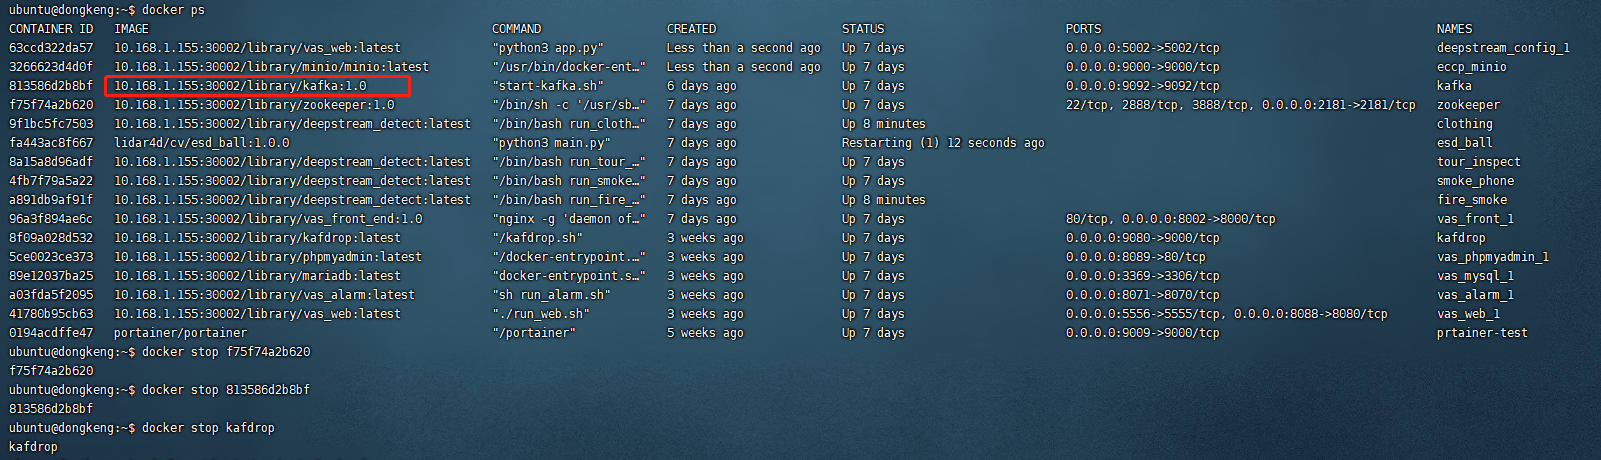 ubuntu@dongkeng:~$ docker ps
CONTAINER ID IMAGE COMMAND CREATED STATUS PORTS NAMES
63ccd322da57 10.168.1.155:30002/library/vas_web:latest "python3 app.py" Less than a second ago Up 7 days 0.0.0.0:5002->5002/tcp deepstream_config_1
3266623d4d0f 10.168.1.155:30002/library/minio/minio:latest "/usr/bin/docker-ent…" Less than a second ago Up 7 days 0.0.0.0:9000->9000/tcp eccp_minio
813586d2b8bf 10.168.1.155:30002/library/kafka:1.0 "start-kafka.sh" 6 days ago Up 7 days 0.0.0.0:9092->9092/tcp kafka
f75f74a2b620 10.168.1.155:30002/library/zookeeper:1.0 "/bin/sh -c '/usr/sb…" 7 days ago Up 7 days 22/tcp, 2888/tcp, 3888/tcp, 0.0.0.0:2181->2181/tcp zookeeper
9f1bc5fc7503 10.168.1.155:30002/library/deepstream_detect:latest "/bin/bash run_cloth…" 7 days ago Up 8 minutes clothing
fa443ac8f667 lidar4d/cv/esd_ball:1.0.0 "python3 main.py" 7 days ago Restarting (1) 12 seconds ago esd_ball
8a15a8d96adf 10.168.1.155:30002/library/deepstream_detect:latest "/bin/bash run_tour_…" 7 days ago Up 7 days tour_inspect
4fb7f79a5a22 10.168.1.155:30002/library/deepstream_detect:latest "/bin/bash run_smoke…" 7 days ago Up 7 days smoke_phone
a891db9af91f 10.168.1.155:30002/library/deepstream_detect:latest "/bin/bash run_fire_…" 7 days ago Up 8 minutes fire_smoke
96a3f894ae6c 10.168.1.155:30002/library/vas_front_end:1.0 "nginx -g 'daemon of…" 7 days ago Up 7 days 80/tcp, 0.0.0.0:8002->8000/tcp vas_front_1
8f09a028d532 10.168.1.155:30002/library/kafdrop:latest "/kafdrop.sh" 3 weeks ago Up 7 days 0.0.0.0:9080->9000/tcp kafdrop
5ce0023ce373 10.168.1.155:30002/library/phpmyadmin:latest "/docker-entrypoint.…" 3 weeks ago Up 7 days 0.0.0.0:8089->80/tcp vas_phpmyadmin_1
89e12037ba25 10.168.1.155:30002/library/mariadb:latest "docker-entrypoint.s…" 3 weeks ago Up 7 days 0.0.0.0:3369->3306/tcp vas_mysql_1
a03fda5f2095 10.168.1.155:30002/library/vas_alarm:latest "sh run_alarm.sh" 3 weeks ago Up 7 days 0.0.0.0:8071->8070/tcp vas_alarm_1
41780b95cb63 10.168.1.155:30002/library/vas_web:latest "./run_web.sh" 3 weeks ago Up 7 days 0.0.0.0:5556->5555/tcp, 0.0.0.0:8088->8080/tcp vas_web_1
0194acdffe47 portainer/portainer "/portainer" 5 weeks ago Up 7 days 0.0.0.0:9009->9000/tcp prtainer-test
ubuntu@dongkeng:~$ docker stop f75f74a2b620
f75f74a2b620
ubuntu@dongkeng:~$ docker stop 813586d2b8bf
813586d2b8bf
ubuntu@dongkeng:~$ docker stop kafdrop
kafdrop